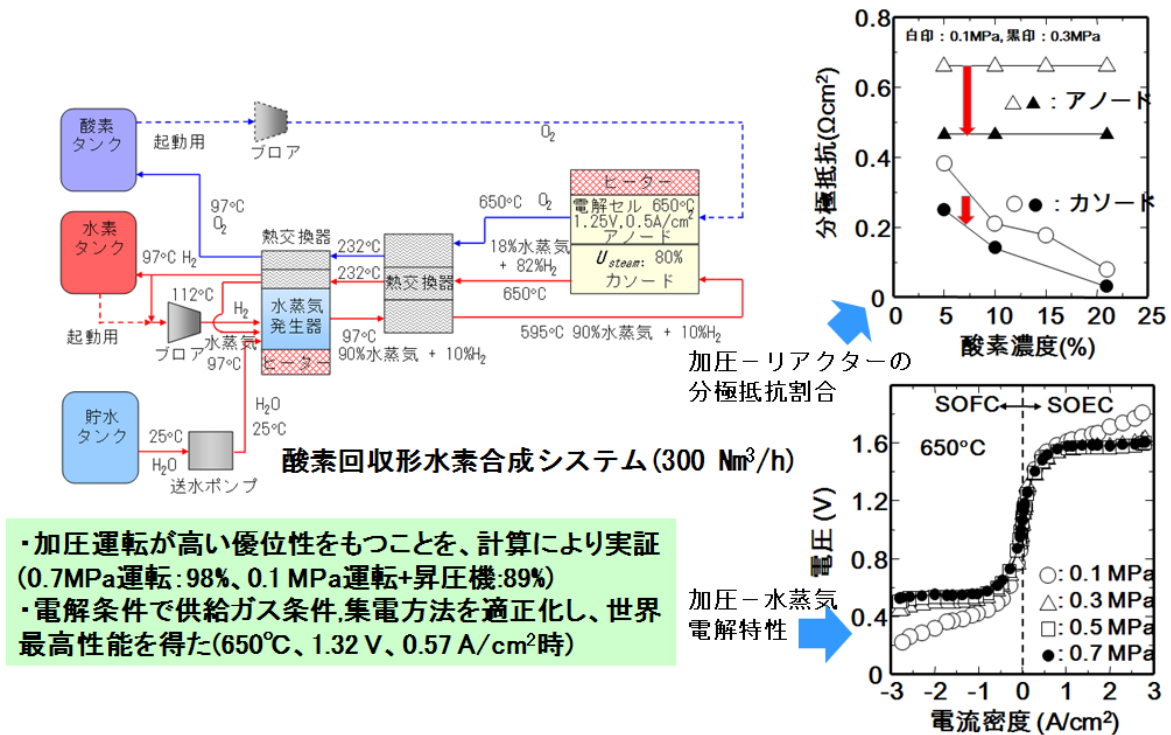 酸素
タンク
起動用
ブロア
O₂
97℃
O₂
水素
タンク
97℃ H₂
起動用
112℃
ブロア
H₂
水蒸気
97℃
熱交換器
232℃
232℃
水蒸気
発生器
ヒーター
97℃
90%水蒸気 + 10%H₂
熱交換器
650℃ O₂
18%水蒸気
+ 82%H₂
650℃
595℃ 90%水蒸気 + 10%H₂
ヒーター
電解セル 650℃
1.25V,0.5A/cm²
アノード
U steam: 80%
カソード
貯水
タンク
25℃
H₂O
送水ポンプ
H₂O
25℃
酸素回収形水素合成システム(300 Nm³/h)
・加圧運転が高い優位性をもつことを、計算により実証
(0.7MPa運転:98%、0.1 MPa運転+昇圧機:89%)
・電解条件で供給ガス条件,集電方法を適正化し、世界
最高性能を得た(650℃、1.32 V、0.57 A/cm²時)
白印:0.1MPa,黒印:0.3MPa
△▲:アノード
○●:カソード
分極抵抗(Ωcm²)
0.8
0.6
0.4
0.2
0
0 5 10 15 20 25
酸素濃度(%)
加圧-リアクターの
分極抵抗割合
SOFC SOEC
650°C
電圧 (V)
2.0
1.6
1.2
0.8
0.4
0
○: 0.1 MPa
△: 0.3 MPa
□: 0.5 MPa
●: 0.7 MPa
-3 -2 -1 0 1 2 3
電流密度 (A/cm²)
加圧-水蒸気
電解特性